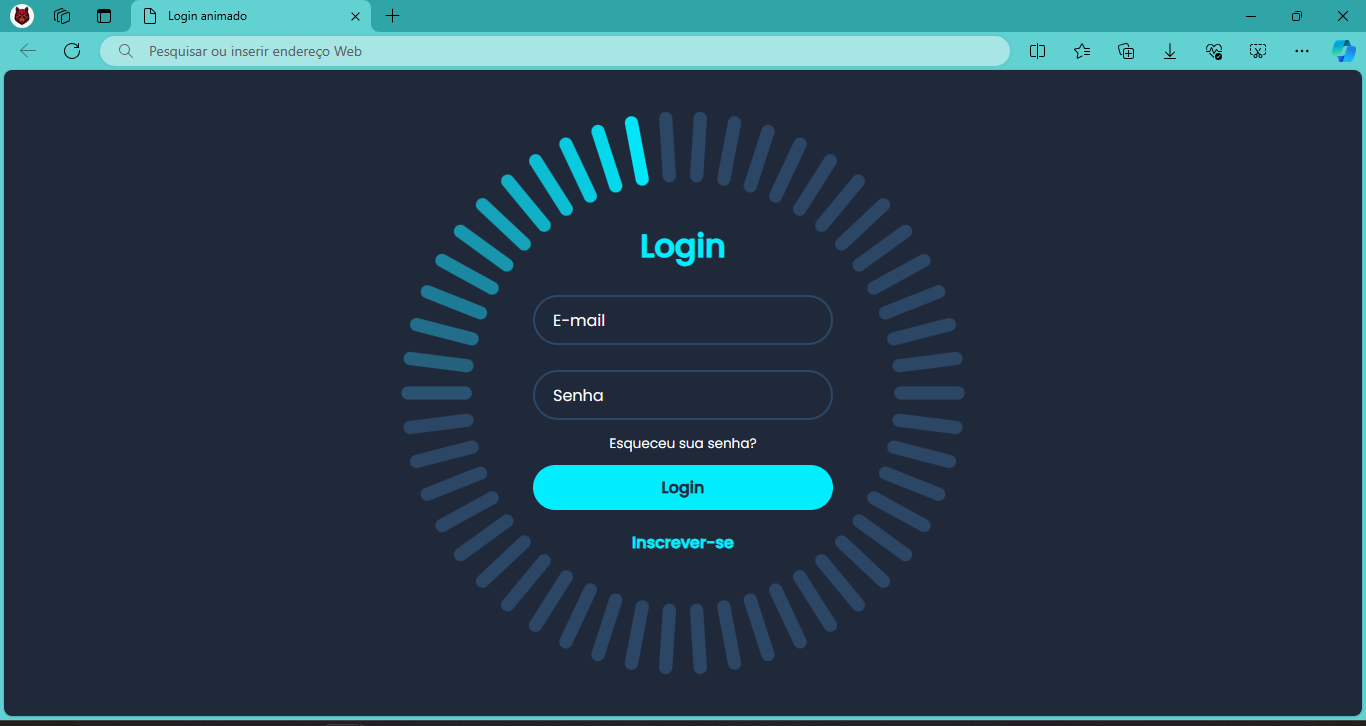 Login animado
Pesquisar ou inserir endereço Web
Login
E-mail
Senha
Esqueceu sua senha?
Login
Inscrever-se